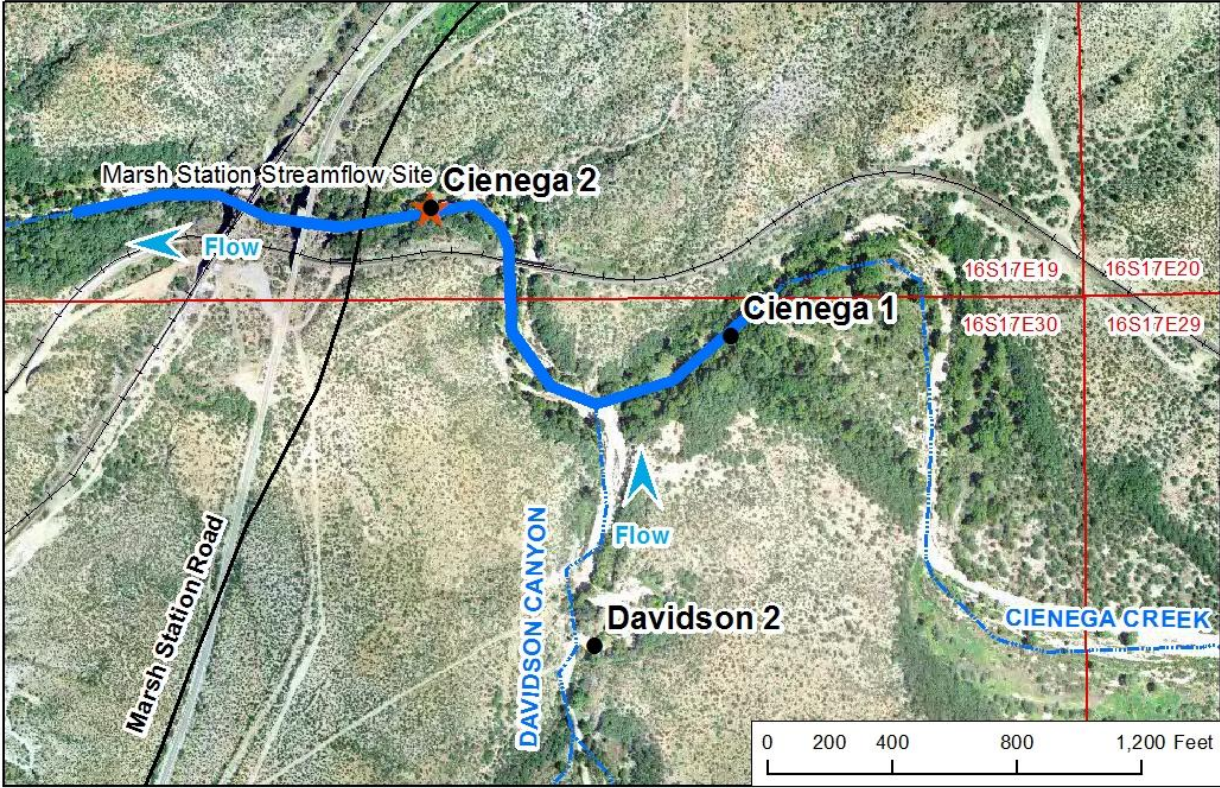 Marsh Station Streamflow Site
Cienega 2
Flow
16S17E19
16S17E20
Cienega 1
16S17E30
16S17E29
Flow
DAVIDSON CANYON
Marsh Station Road
Davidson 2
CIENEGA CREEK
0 200 400 800 1,200 Feet